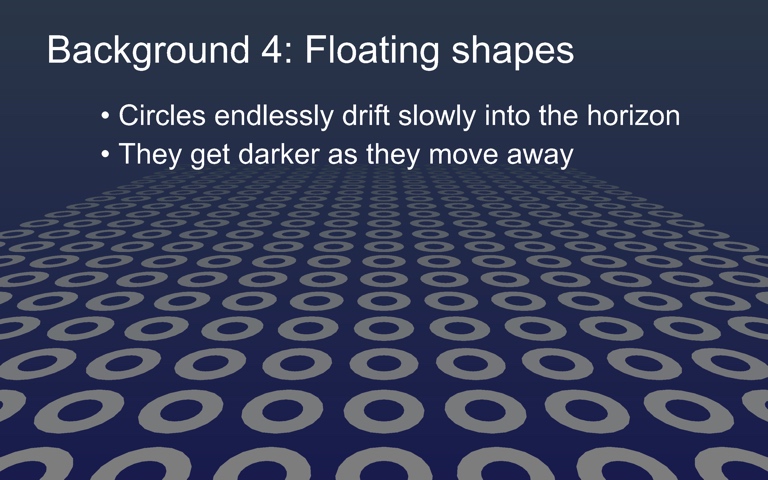 Background 4: Floating shapes
• Circles endlessly drift slowly into the horizon
• They get darker as they move away